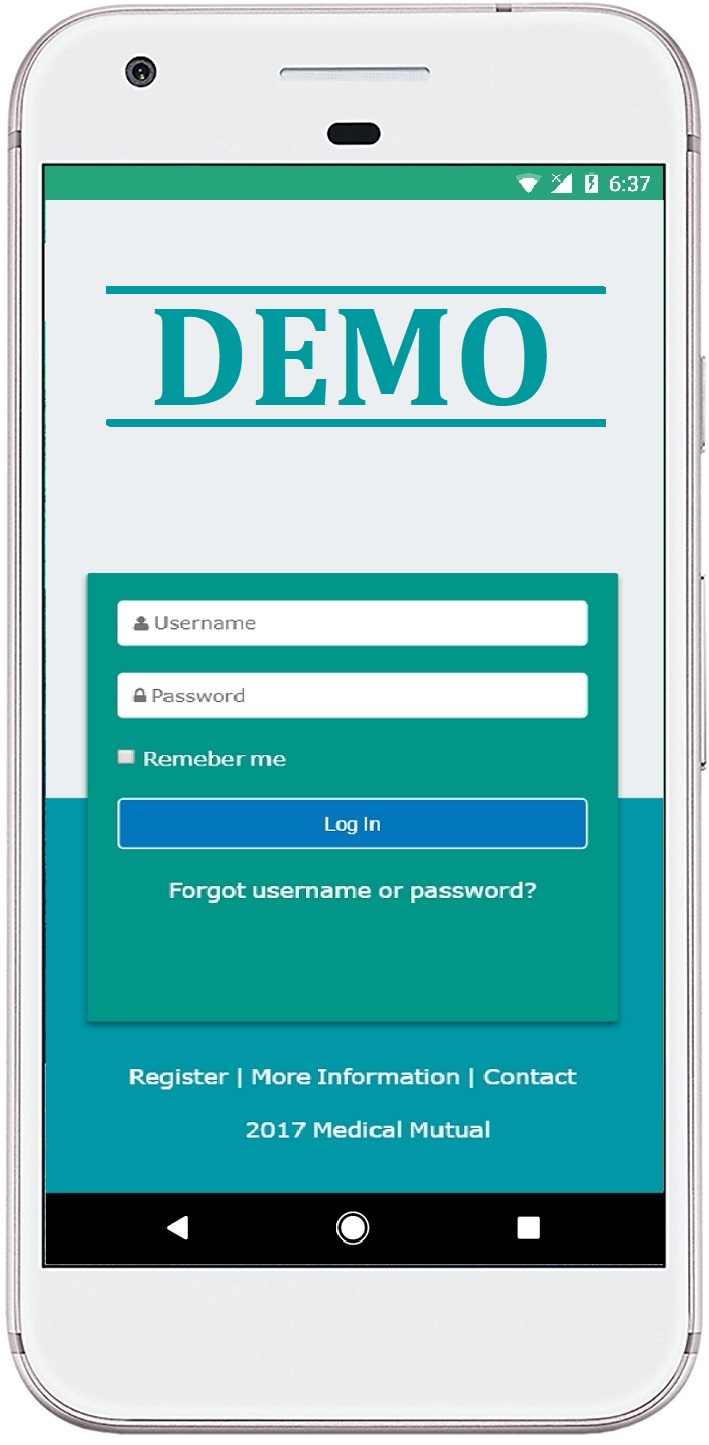 6:37
DEMO
Username
Password
Remeber me
Log In
Forgot username or password?
Register | More Information | Contact
2017 Medical Mutual